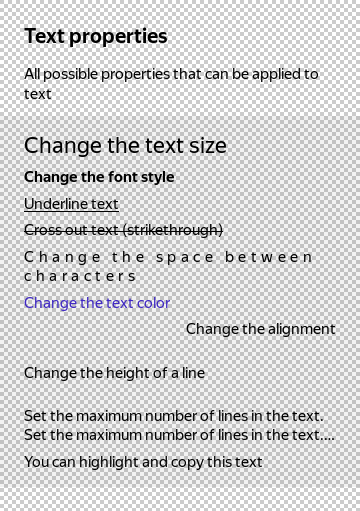 Text properties
All possible properties that can be applied to
text
Change the text size
Change the font style
Underline text
Cross out text (strikethrough)
Change the space between
characters
Change the text color
Change the alignment
Change the height of a line
Set the maximum number of lines in the text.
Set the maximum number of lines in the text....
You can highlight and copy this text